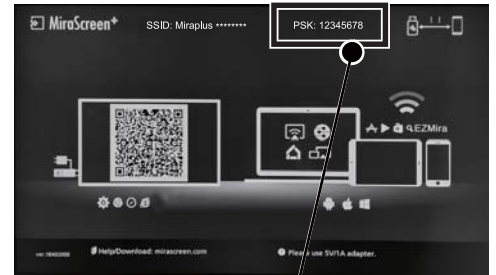 MiraScreen+
SSID: Miraplus ********
PSK: 12345678
EZMira
Help/Download: mirascreen.com
Please use 5V/1A adapter.